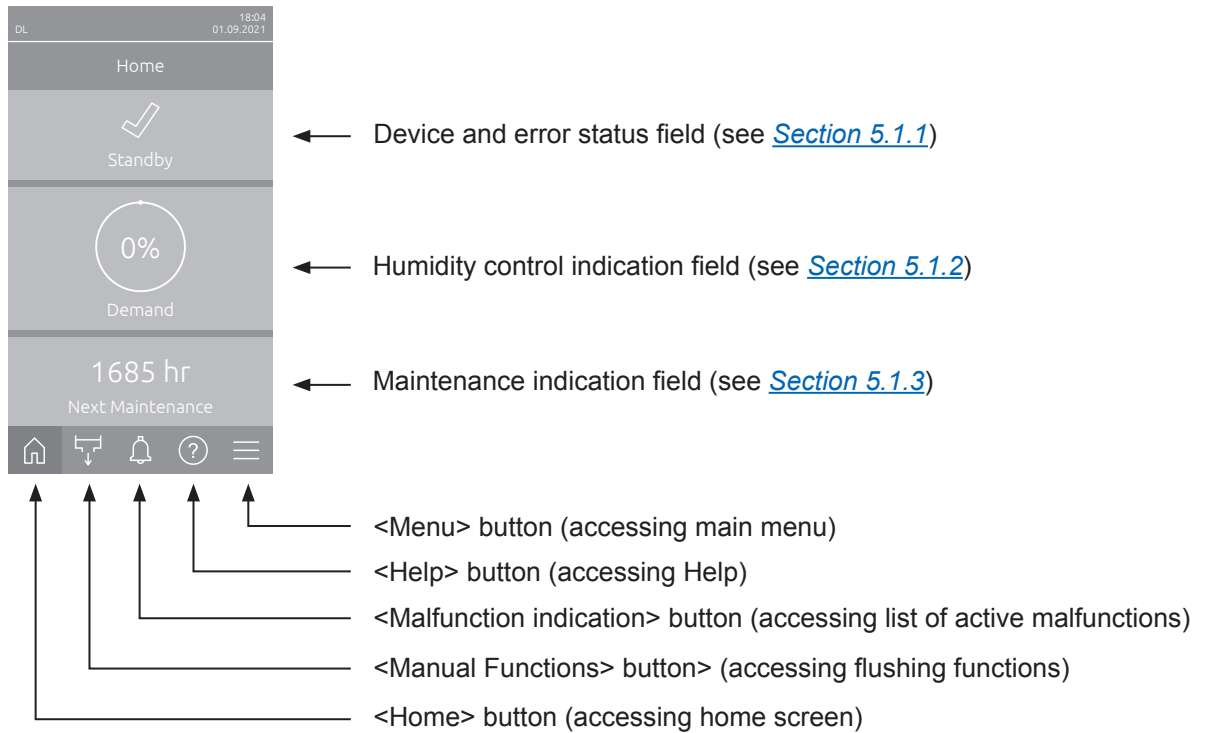 18:04
DL 01.09.2021
Home
Standby
Device and error status field (see Section 5.1.1)
0%
Demand
Humidity control indication field (see Section 5.1.2)
1685 hr
Next Maintenance
Maintenance indication field (see Section 5.1.3)
?
<Menu> button (accessing main menu)
<Help> button (accessing Help)
<Malfunction indication> button (accessing list of active malfunctions)
<Manual Functions> button> (accessing flushing functions)
<Home> button (accessing home screen)